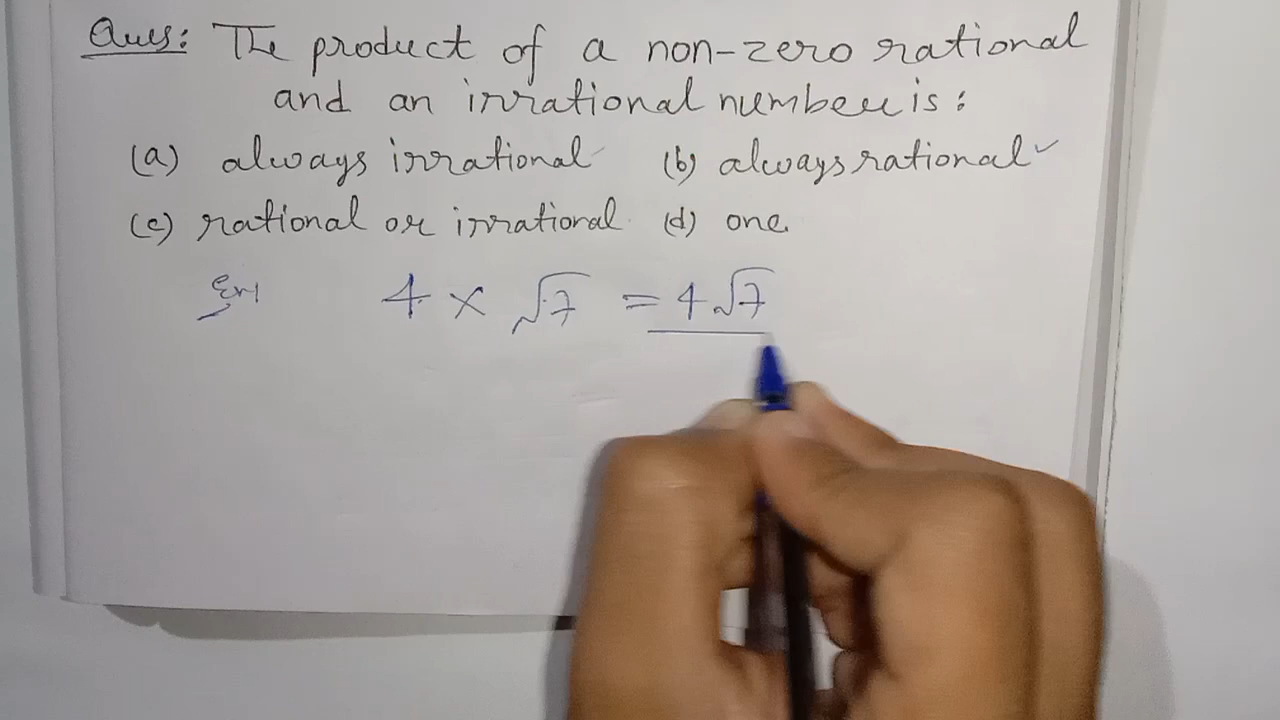 Ques: The product of a non-zero rational
and an irrational number is:
(a) always irrational (b) always rational ✓
(c) rational or irrational (d) one.
4 × √7 = 4√7